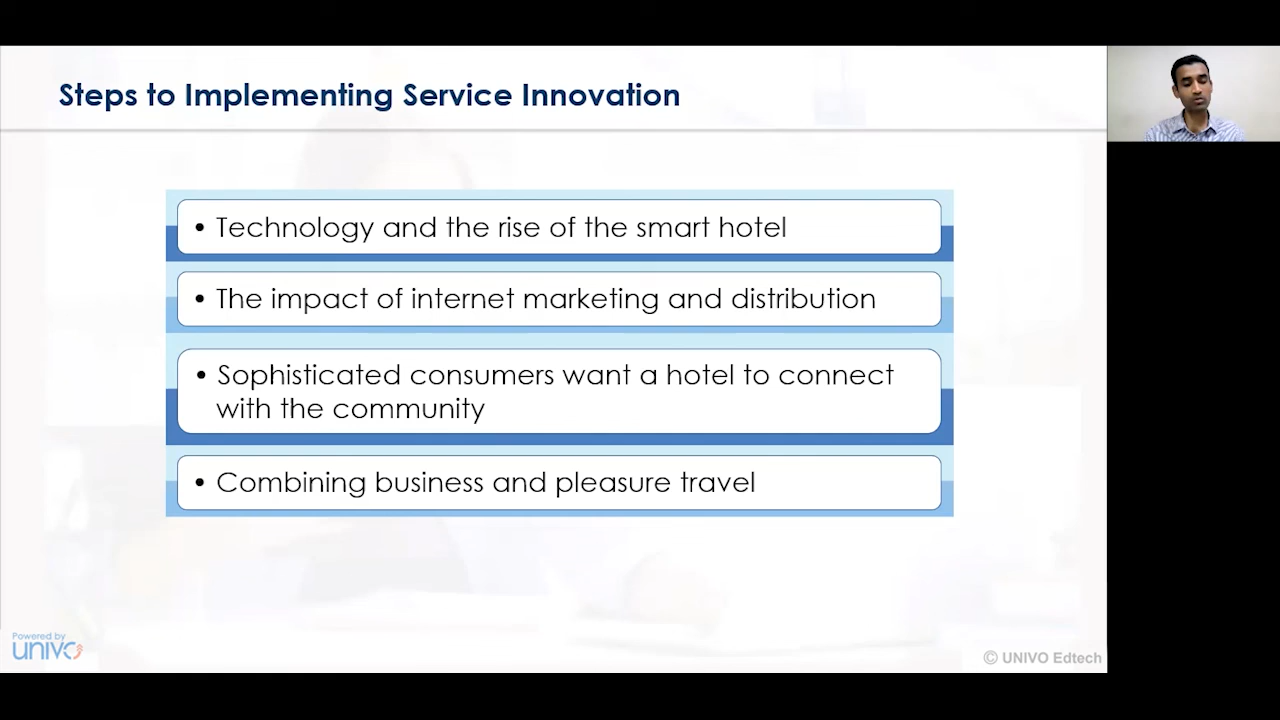 Steps to Implementing Service Innovation
• Technology and the rise of the smart hotel
• The impact of internet marketing and distribution
• Sophisticated consumers want a hotel to connect
with the community
• Combining business and pleasure travel
Powered by
univo
© UNIVO Edtech